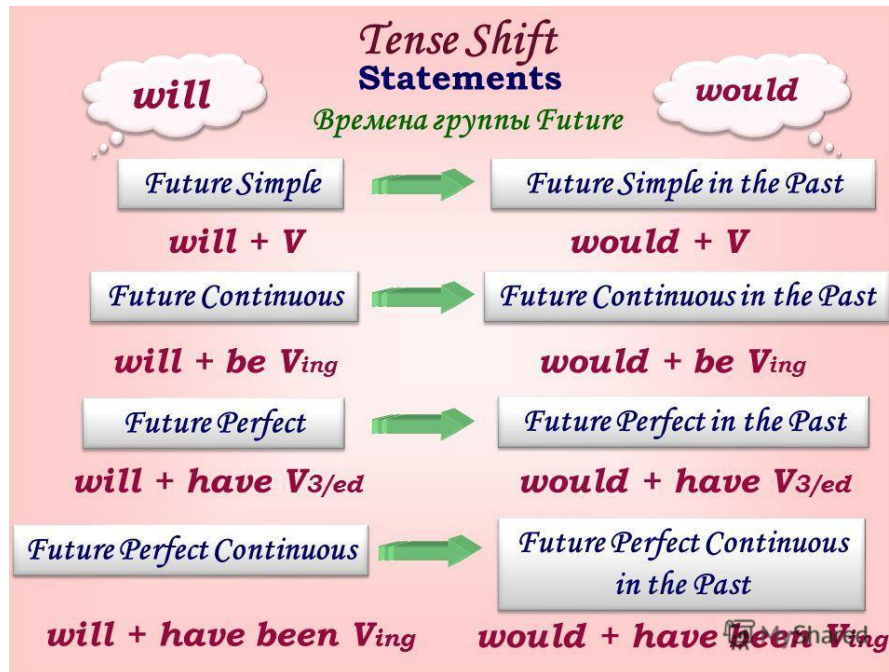 Tense Shift
Statements
will
would
Времена группы Future
Future Simple
Future Simple in the Past
will + V
would + V
Future Continuous
Future Continuous in the Past
will + be Ving
would + be Ving
Future Perfect
Future Perfect in the Past
will + have V3/ed
would + have V3/ed
Future Perfect Continuous
Future Perfect Continuous
in the Past
will + have been Ving
would + have been Ving
MyShared